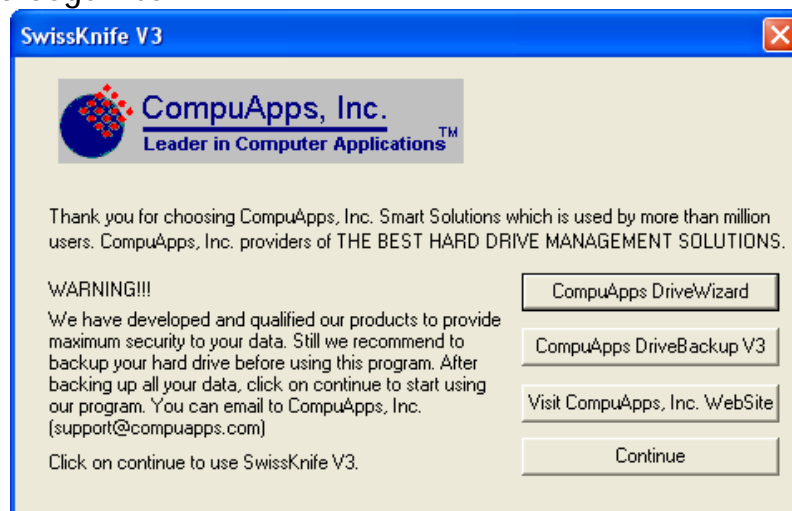 SwissKnife V3
CompuApps, Inc.
Leader in Computer Applications™
Thank you for choosing CompuApps, Inc. Smart Solutions which is used by more than million
users. CompuApps, Inc. providers of THE BEST HARD DRIVE MANAGEMENT SOLUTIONS.
WARNING!!!
We have developed and qualified our products to provide
maximum security to your data. Still we recommend to
backup your hard drive before using this program. After
backing up all your data, click on continue to start using
our program. You can email to CompuApps, Inc.
(support@compuapps.com)
Click on continue to use SwissKnife V3.
CompuApps DriveWizard
CompuApps DriveBackup V3
Visit CompuApps, Inc. WebSite
Continue